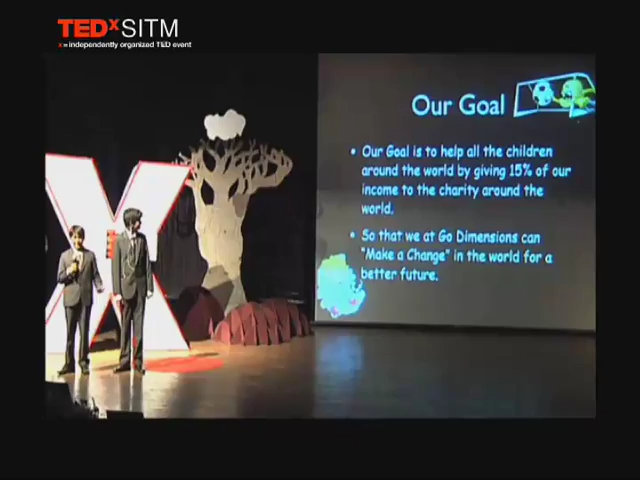 TEDxSITM
x = independently organized TED event
Our Goal
• Our Goal is to help all the children
around the world by giving 15% of our
income to the charity around the
world.
• So that we at Go Dimensions can
"Make a Change" in the world for a
better future.
X